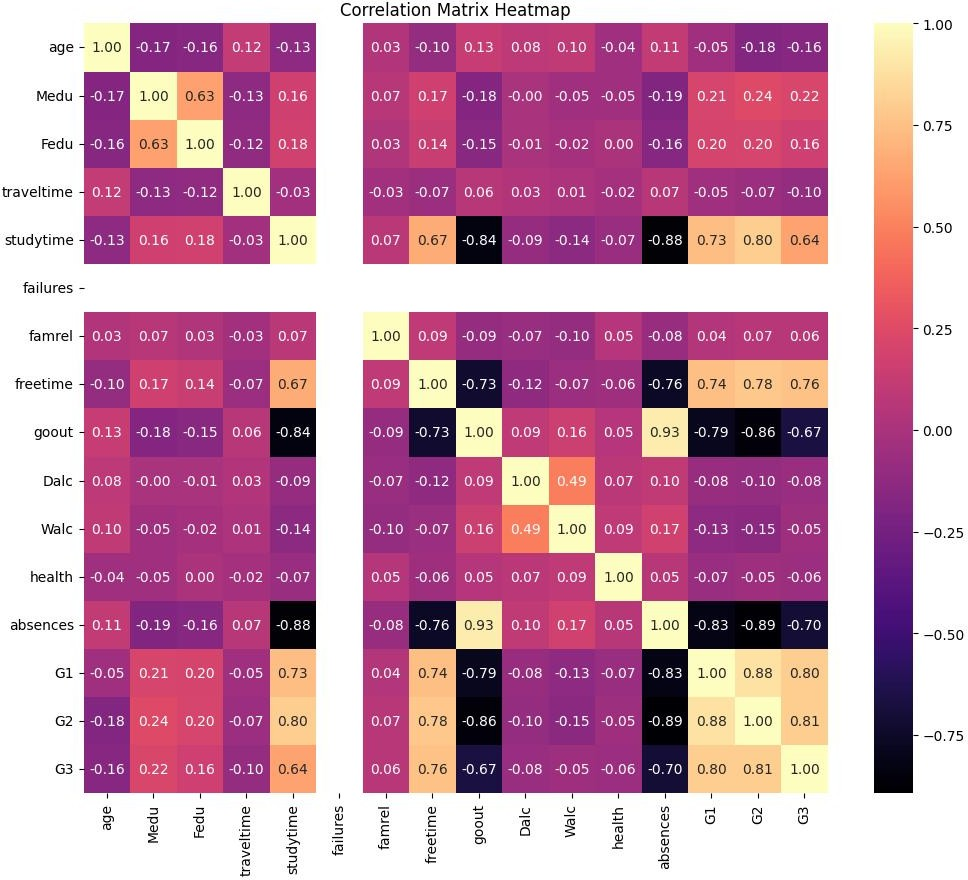 Correlation Matrix Heatmap
age 1.00 -0.17 -0.16 0.12 -0.13 0.03 -0.10 0.13 0.08 0.10 -0.04 0.11 -0.05 -0.18 -0.16
Medu -0.17 1.00 0.63 -0.13 0.16 0.07 0.17 -0.18 -0.00 -0.05 -0.05 -0.19 0.21 0.24 0.22
Fedu -0.16 0.63 1.00 -0.12 0.18 0.03 0.14 -0.15 -0.01 -0.02 0.00 -0.16 0.20 0.20 0.16
traveltime 0.12 -0.13 -0.12 1.00 -0.03 -0.03 -0.07 0.06 0.03 0.01 -0.02 0.07 -0.05 -0.07 -0.10
studytime -0.13 0.16 0.18 -0.03 1.00 0.07 0.67 -0.84 -0.09 -0.14 -0.07 -0.88 0.73 0.80 0.64
failures
famrel 0.03 0.07 0.03 -0.03 0.07 1.00 0.09 -0.09 -0.07 -0.10 0.05 -0.08 0.04 0.07 0.06
freetime -0.10 0.17 0.14 -0.07 0.67 0.09 1.00 -0.73 -0.12 -0.07 -0.06 -0.76 0.74 0.78 0.76
goout 0.13 -0.18 -0.15 0.06 -0.84 -0.09 -0.73 1.00 0.09 0.16 0.05 0.93 -0.79 -0.86 -0.67
Dalc 0.08 -0.00 -0.01 0.03 -0.09 -0.07 -0.12 0.09 1.00 0.49 0.07 0.10 -0.08 -0.10 -0.08
Walc 0.10 -0.05 -0.02 0.01 -0.14 -0.10 -0.07 0.16 0.49 1.00 0.09 0.17 -0.13 -0.15 -0.05
health -0.04 -0.05 0.00 -0.02 -0.07 0.05 -0.06 0.05 0.07 0.09 1.00 0.05 -0.07 -0.05 -0.06
absences 0.11 -0.19 -0.16 0.07 -0.88 -0.08 -0.76 0.93 0.10 0.17 0.05 1.00 -0.83 -0.89 -0.70
G1 -0.05 0.21 0.20 -0.05 0.73 0.04 0.74 -0.79 -0.08 -0.13 -0.07 -0.83 1.00 0.88 0.80
G2 -0.18 0.24 0.20 -0.07 0.80 0.07 0.78 -0.86 -0.10 -0.15 -0.05 -0.89 0.88 1.00 0.81
G3 -0.16 0.22 0.16 -0.10 0.64 0.06 0.76 -0.67 -0.08 -0.05 -0.06 -0.70 0.80 0.81 1.00
age Medu Fedu traveltime studytime failures famrel freetime goout Dalc Walc health absences G1 G2 G3
1.00
0.75
0.50
0.25
0.00
−0.25
−0.50
−0.75